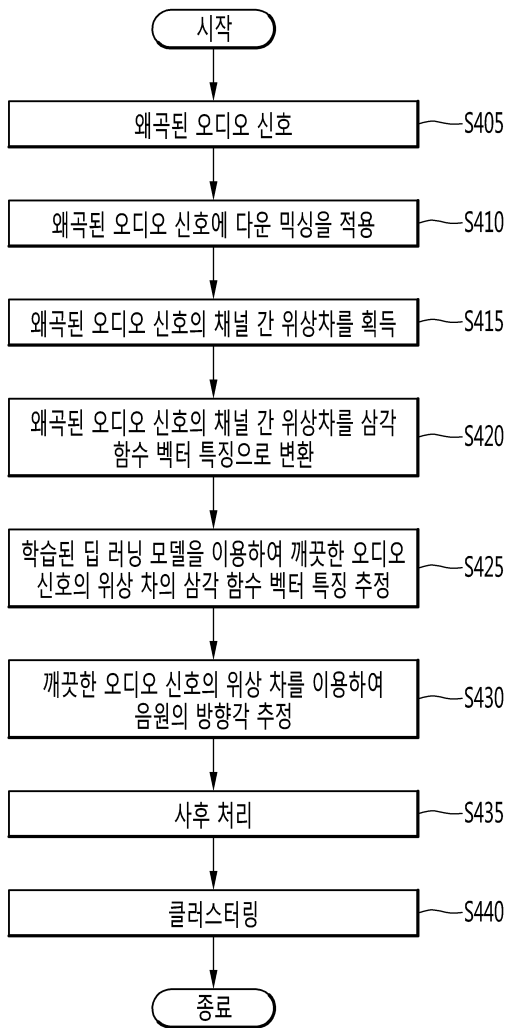 시작
왜곡된 오디오 신호
S405
왜곡된 오디오 신호에 다운 믹싱을 적용
S410
왜곡된 오디오 신호의 채널 간 위상차를 획득
S415
왜곡된 오디오 신호의 채널 간 위상차를 삼각
함수 벡터 특징으로 변환
S420
학습된 딥 러닝 모델을 이용하여 깨끗한 오디오
신호의 위상 차의 삼각 함수 벡터 특징 추정
S425
깨끗한 오디오 신호의 위상 차를 이용하여
음원의 방향각 추정
S430
사후 처리
S435
클러스터링
S440
종료